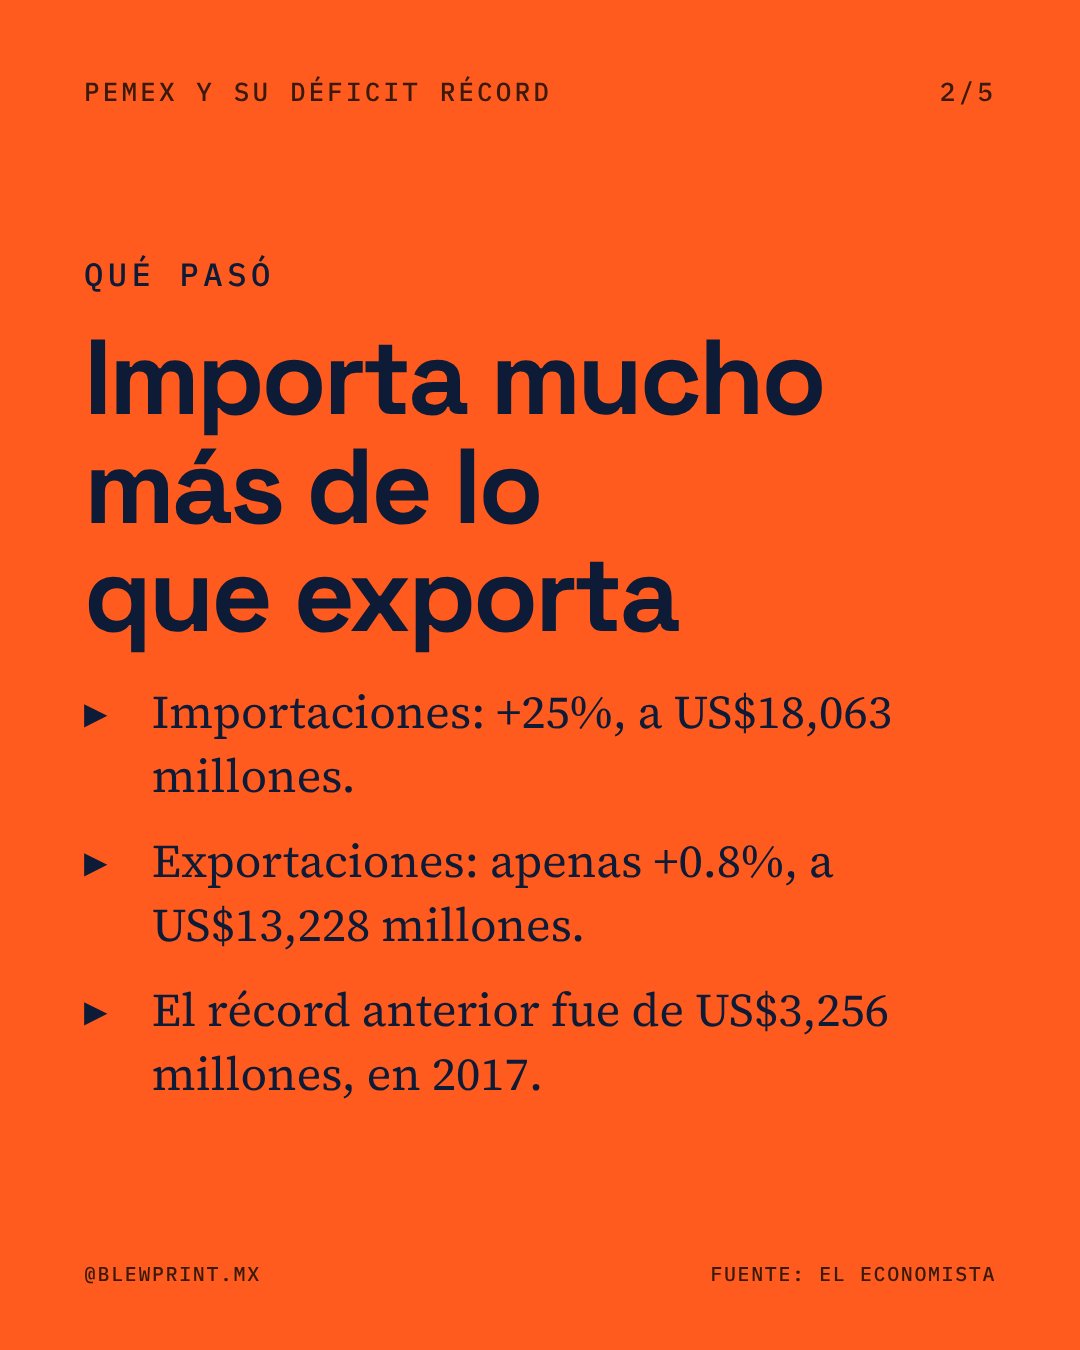 PEMEX Y SU DÉFICIT RÉCORD
2/5
QUÉ PASÓ
Importa mucho
más de lo
que exporta
► Importaciones: +25%, a US$18,063
millones.
► Exportaciones: apenas +0.8%, a
US$13,228 millones.
► El récord anterior fue de US$3,256
millones, en 2017.
@BLEWPRINT.MX
FUENTE: EL ECONOMISTA